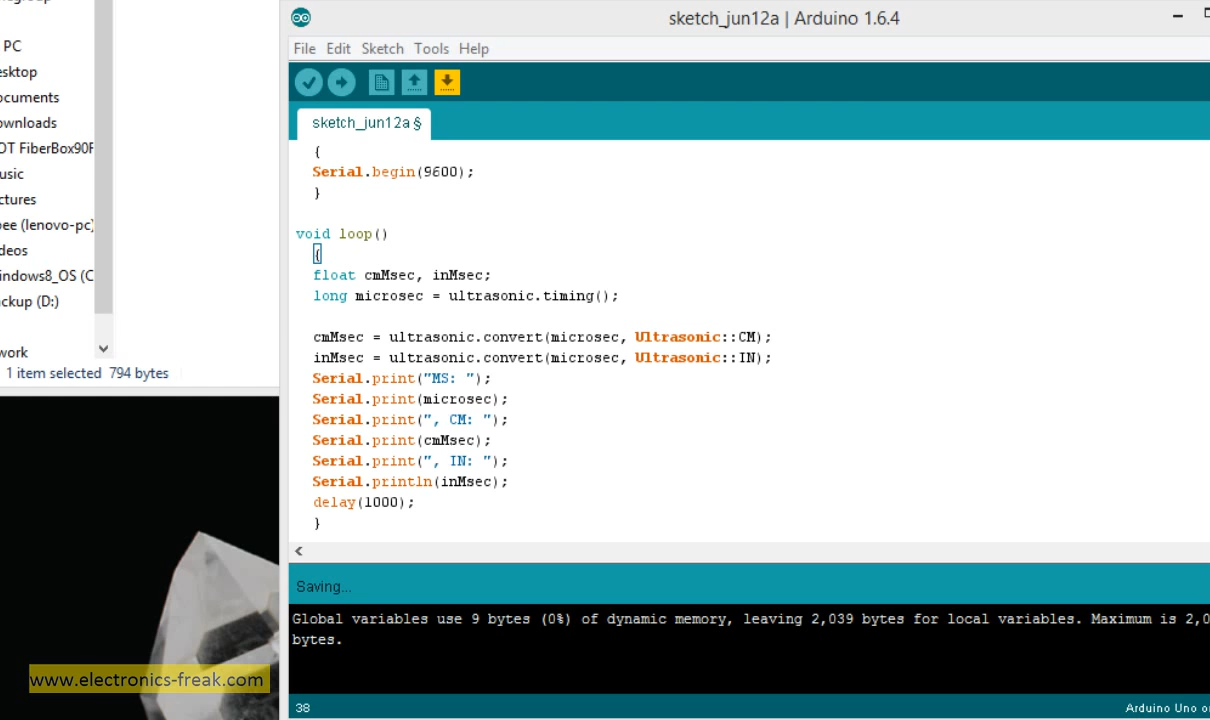 sketch_jun12a | Arduino 1.6.4
File Edit Sketch Tools Help
sketch_jun12a §
{
Serial.begin(9600);
}
void loop()
{
float cmMsec, inMsec;
long microsec = ultrasonic.timing();
cmMsec = ultrasonic.convert(microsec, Ultrasonic::CM);
inMsec = ultrasonic.convert(microsec, Ultrasonic::IN);
Serial.print("MS: ");
Serial.print(microsec);
Serial.print(", CM: ");
Serial.print(cmMsec);
Serial.print(", IN: ");
Serial.println(inMsec);
delay(1000);
}
Saving...
Global variables use 9 bytes (0%) of dynamic memory, leaving 2,039 bytes for local variables. Maximum is 2,0
bytes.
38
Arduino Uno o
PC
esktop
ocuments
ownloads
OT FiberBox90F
usic
ctures
bee (lenovo-pc)
deos
indows8_OS (C
ackup (D:)
work
1 item selected 794 bytes
www.electronics-freak.com